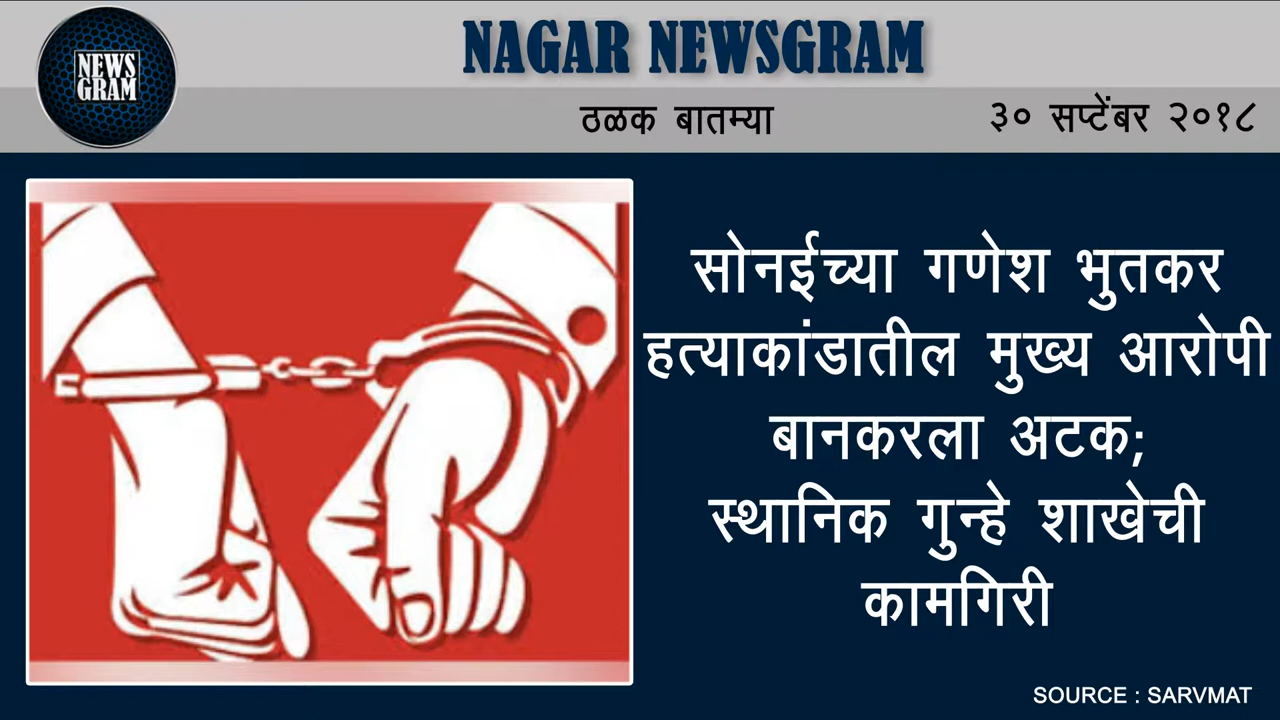 NEWS
GRAM
NAGAR NEWSGRAM
ठळक बातम्या
३० सप्टेंबर २०१८
सोनईच्या गणेश भुतकर
हत्याकांडातील मुख्य आरोपी
बानकरला अटक;
स्थानिक गुन्हे शाखेची
कामगिरी
SOURCE : SARVMAT